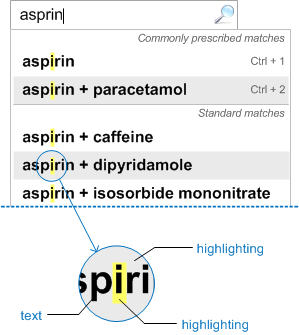 asprin
Commonly prescribed matches
aspirin Ctrl + 1
aspirin + paracetamol Ctrl + 2
Standard matches
aspirin + caffeine
aspirin + dipyridamole
aspirin + isosorbide mononitrate
spiri
highlighting
text
highlighting